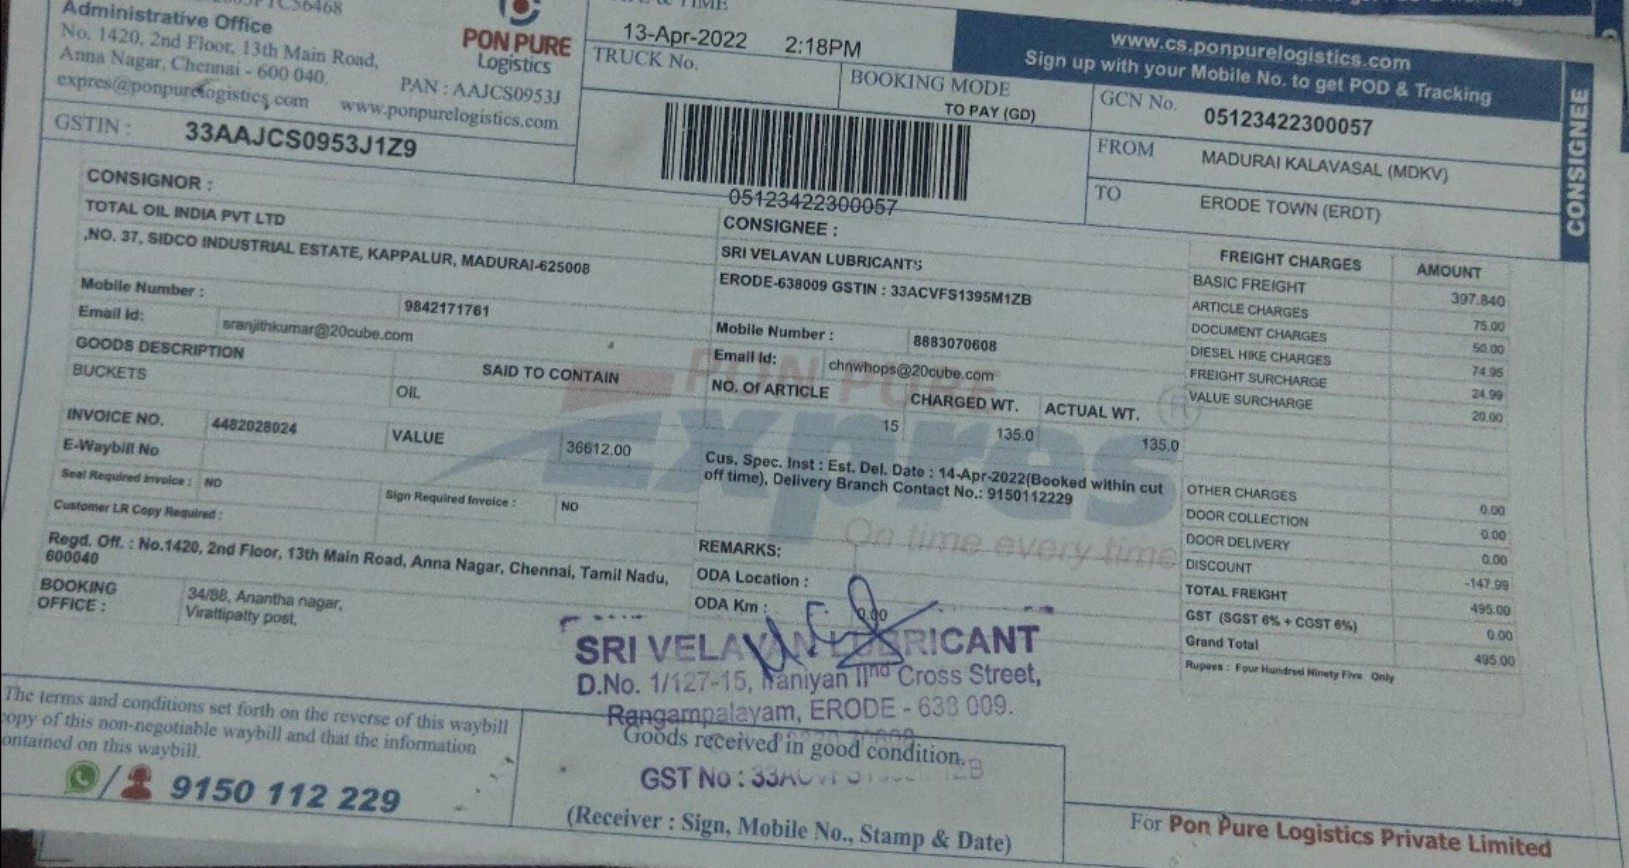 Administrative Office
No. 1420, 2nd Floor, 13th Main Road,
Anna Nagar, Chennai - 600 040.
PAN : AAJCS0953J
expres@ponpurelogistics.com www.ponpurelogistics.com
GSTIN : 33AAJCS0953J1Z9
PON PURE
Logistics
13-Apr-2022 2:18PM
TRUCK No.
BOOKING MODE
TO PAY (GD)
05123422300057
www.cs.ponpurelogistics.com
Sign up with your Mobile No. to get POD & Tracking
GCN No. 05123422300057
FROM MADURAI KALAVASAL (MDKV)
TO ERODE TOWN (ERDT)
CONSIGNEE
CONSIGNOR :
TOTAL OIL INDIA PVT LTD
,NO. 37, SIDCO INDUSTRIAL ESTATE, KAPPALUR, MADURAI-625008
Mobile Number : 9842171761
Email Id: sranjithkumar@20cube.com
CONSIGNEE :
SRI VELAVAN LUBRICANTS
ERODE-638009 GSTIN : 33ACVFS1395M1ZB
Mobile Number : 8883070608
Email Id: chnwhops@20cube.com
GOODS DESCRIPTION SAID TO CONTAIN
BUCKETS OIL
NO. Of ARTICLE CHARGED WT. ACTUAL WT.
15 135.0 135.0
INVOICE NO. 4482028024 VALUE 36612.00
E-Waybill No
Seal Required Invoice : NO Sign Required Invoice : NO
Customer LR Copy Required :
Cus. Spec. Inst : Est. Del. Date : 14-Apr-2022(Booked within cut
off time), Delivery Branch Contact No.: 9150112229
PON PURE
Expres
On time every time
Regd. Off. : No.1420, 2nd Floor, 13th Main Road, Anna Nagar, Chennai, Tamil Nadu,
600040
BOOKING OFFICE : 34/88, Anantha nagar,
Virattipatty post,
REMARKS:
ODA Location :
ODA Km : 0.00
FREIGHT CHARGES AMOUNT
BASIC FREIGHT 397.840
ARTICLE CHARGES 75.00
DOCUMENT CHARGES 50.00
DIESEL HIKE CHARGES 74.95
FREIGHT SURCHARGE 24.99
VALUE SURCHARGE 20.00
OTHER CHARGES 0.00
DOOR COLLECTION 0.00
DOOR DELIVERY 0.00
DISCOUNT -147.99
TOTAL FREIGHT 495.00
GST (SGST 6% + CGST 6%) 0.00
Grand Total 495.00
Rupees : Four Hundred Ninety Five Only
SRI VELAVAN LUBRICANT
D.No. 1/127-15, Iraniyan IInd Cross Street,
Rangampalayam, ERODE - 638 009.
Goods received in good condition.
GST No :
(Receiver : Sign, Mobile No., Stamp & Date)
The terms and conditions set forth on the reverse of this waybill
copy of this non-negotiable waybill and that the information
contained on this waybill.
9150 112 229
For Pon Pure Logistics Private Limited